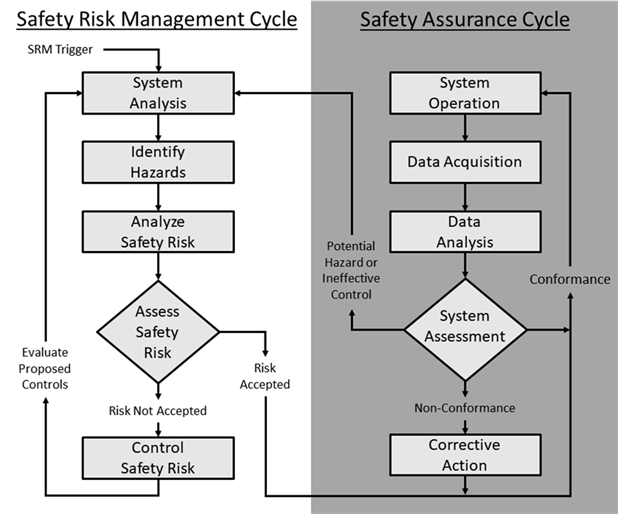 Safety Risk Management Cycle
SRM Trigger
System
Analysis
Identify
Hazards
Analyze
Safety Risk
Assess
Safety
Risk
Evaluate
Proposed
Controls
Risk
Accepted
Risk Not Accepted
Control
Safety Risk
Safety Assurance Cycle
System
Operation
Data Acquisition
Data
Analysis
Potential
Hazard or
Ineffective
Control
Conformance
System
Assessment
Non-Conformance
Corrective
Action